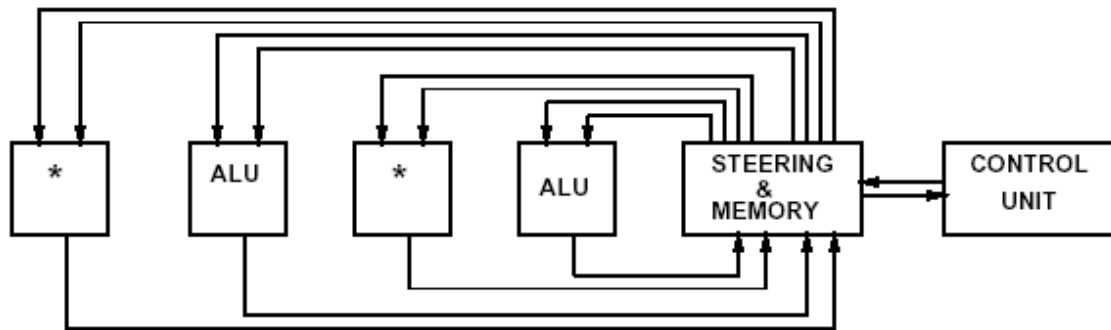 *
ALU
*
ALU
STEERING
&
MEMORY
CONTROL
UNIT